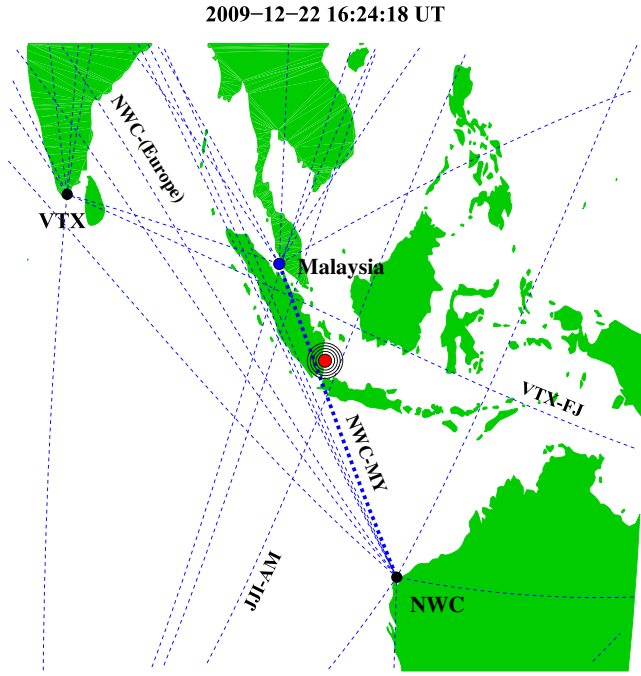 2009−12−22 16:24:18 UT
NWC-(Europe)
VTX
Malaysia
VTX-FJ
NWC-MY
JJI-AM
NWC